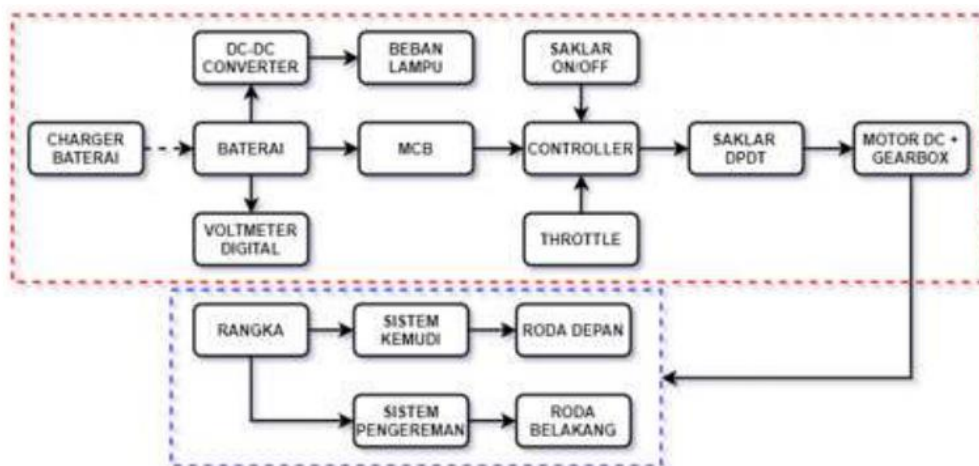 DC-DC
CONVERTER
BEBAN
LAMPU
SAKLAR
ON/OFF
CHARGER
BATERAI
BATERAI
MCB
CONTROLLER
SAKLAR
DPDT
MOTOR DC +
GEARBOX
VOLTMETER
DIGITAL
THROTTLE
RANGKA
SISTEM
KEMUDI
RODA DEPAN
SISTEM
PENGEREMAN
RODA
BELAKANG